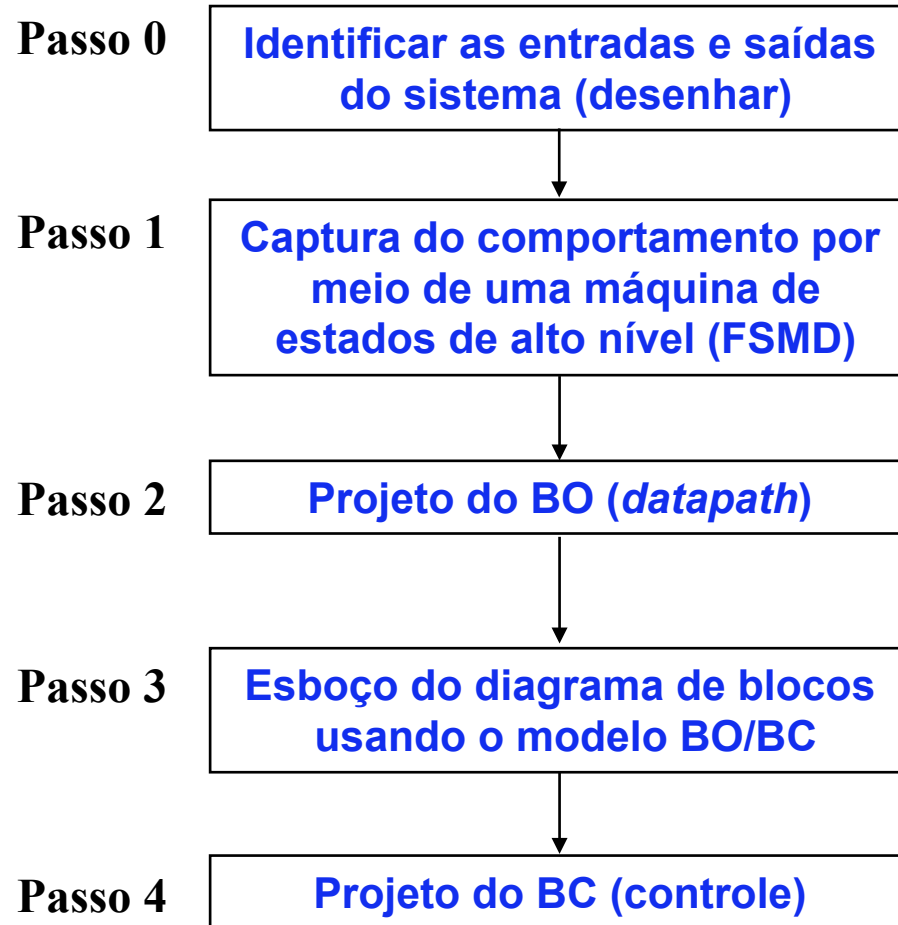 Passo 0
Identificar as entradas e saídas
do sistema (desenhar)
Passo 1
Captura do comportamento por
meio de uma máquina de
estados de alto nível (FSMD)
Passo 2
Projeto do BO (datapath)
Passo 3
Esboço do diagrama de blocos
usando o modelo BO/BC
Passo 4
Projeto do BC (controle)